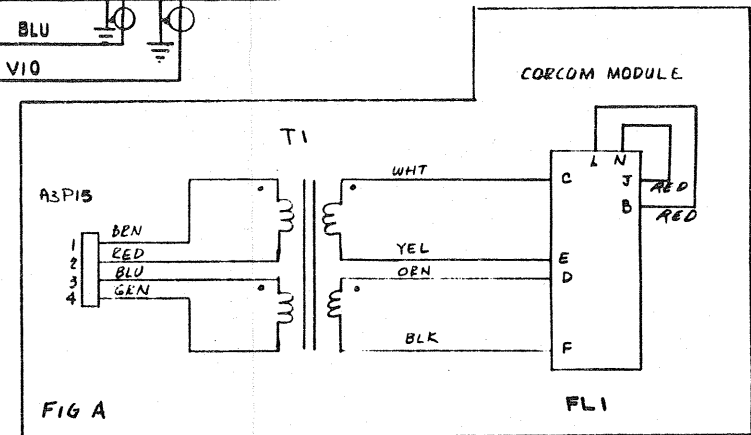 BLU
VIO
CORCOM MODULE
T1
L N
WHT
C
J
RED
A3P15
B
RED
BRN
1
RED
2
YEL
E
BLU
3
ORN
D
GRN
4
BLK
F
FIG A
FL1